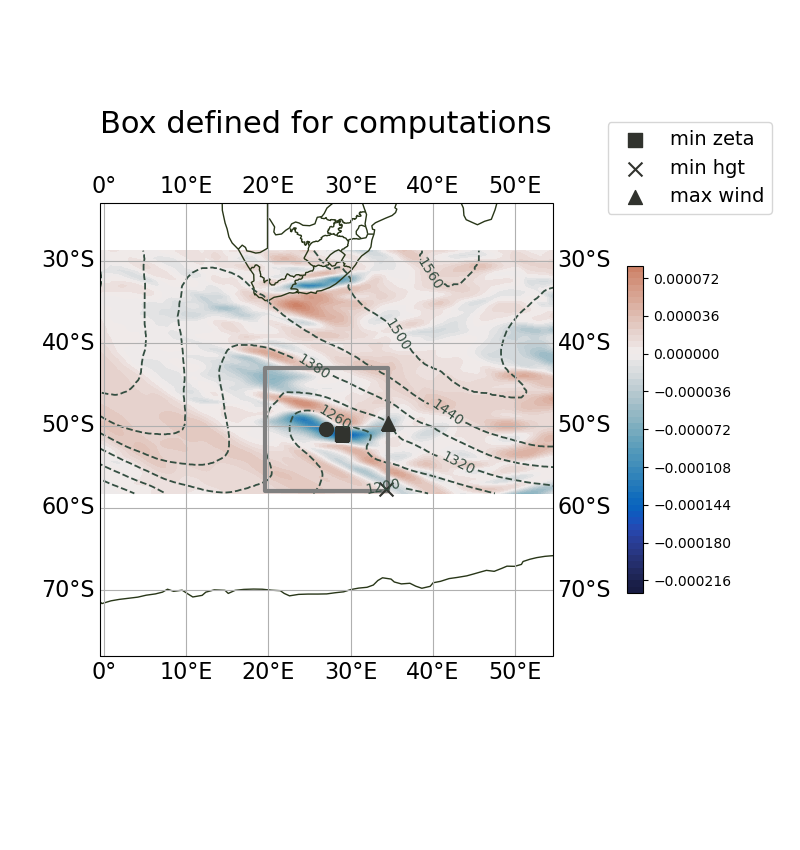 Box defined for computations
min zeta
min hgt
max wind
0° 10°E 20°E 30°E 40°E 50°E
30°S 30°S
40°S 40°S
50°S 50°S
60°S 60°S
70°S 70°S
0° 10°E 20°E 30°E 40°E 50°E
1560
1500
1380
1440
1260
1320
1200
0.000072
0.000036
0.000000
−0.000036
−0.000072
−0.000108
−0.000144
−0.000180
−0.000216